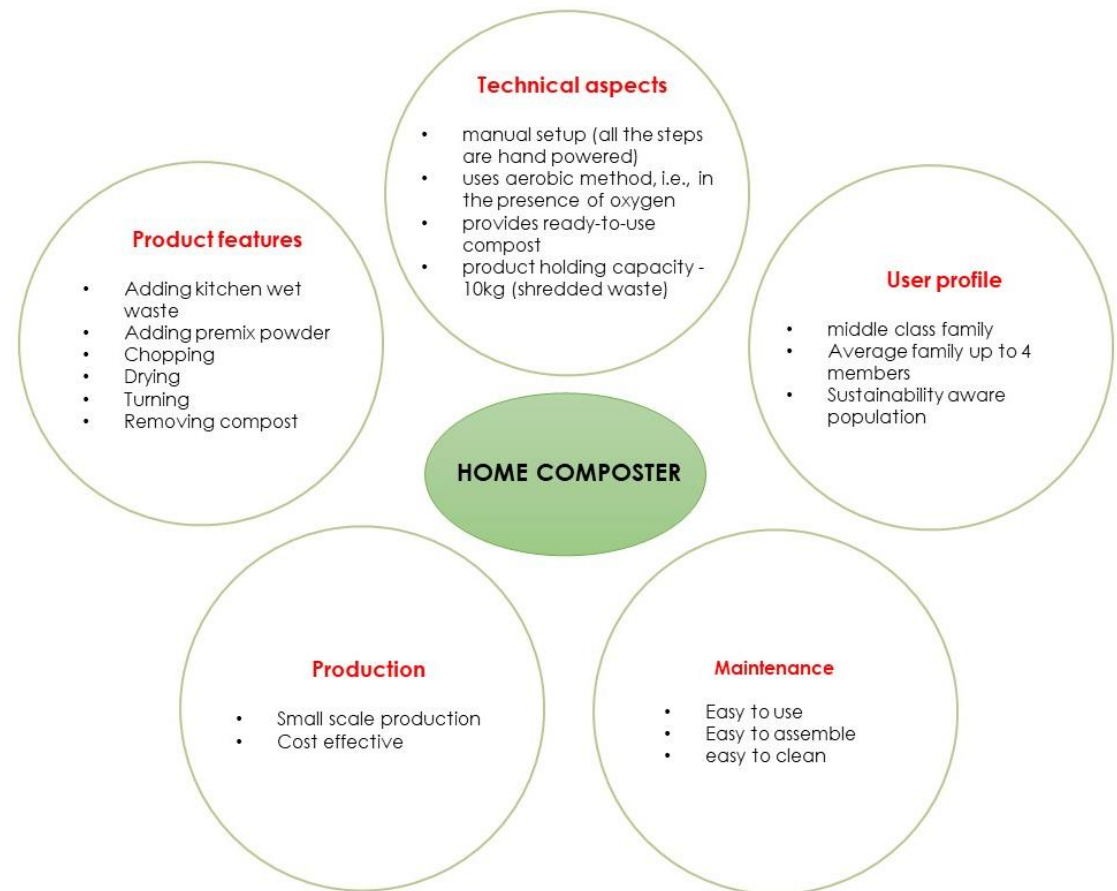 Technical aspects
• manual setup (all the steps
are hand powered)
• uses aerobic method, i.e., in
the presence of oxygen
• provides ready-to-use
compost
• product holding capacity -
10kg (shredded waste)
Product features
• Adding kitchen wet
waste
• Adding premix powder
• Chopping
• Drying
• Turning
• Removing compost
User profile
• middle class family
• Average family up to 4
members
• Sustainability aware
population
HOME COMPOSTER
Production
• Small scale production
• Cost effective
Maintenance
• Easy to use
• Easy to assemble
• easy to clean